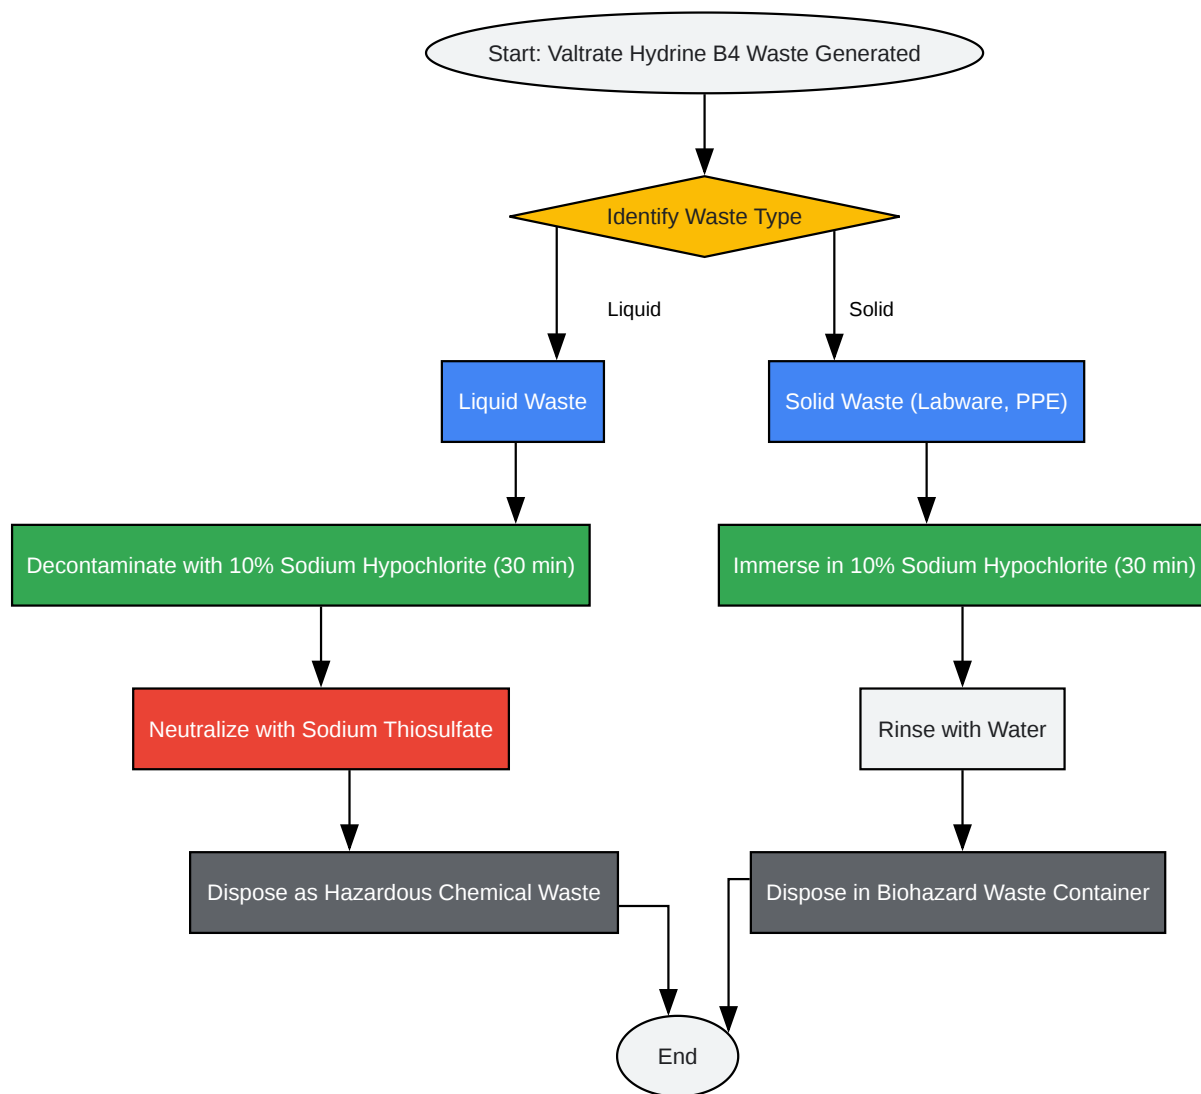 Start: Valtrate Hydrine B4 Waste Generated
Identify Waste Type
Liquid
Solid
Liquid Waste
Solid Waste (Labware, PPE)
Decontaminate with 10% Sodium Hypochlorite (30 min)
Immerse in 10% Sodium Hypochlorite (30 min)
Neutralize with Sodium Thiosulfate
Rinse with Water
Dispose as Hazardous Chemical Waste
Dispose in Biohazard Waste Container
End